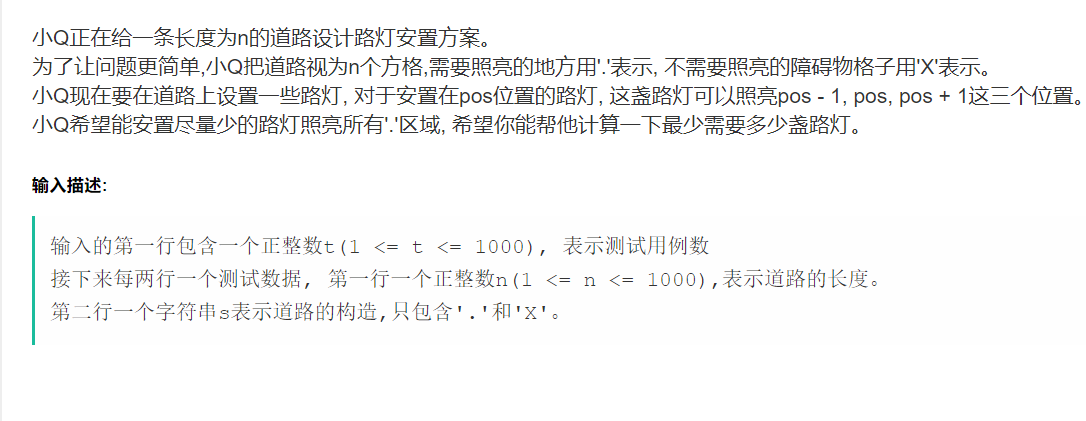 小Q正在给一条长度为n的道路设计路灯安置方案。
为了让问题更简单,小Q把道路视为n个方格,需要照亮的地方用'.'表示, 不需要照亮的障碍物格子用'X'表示。
小Q现在要在道路上设置一些路灯, 对于安置在pos位置的路灯, 这盏路灯可以照亮pos - 1, pos, pos + 1这三个位置。
小Q希望能安置尽量少的路灯照亮所有'.'区域, 希望你能帮他计算一下最少需要多少盏路灯。
输入描述:
输入的第一行包含一个正整数t(1 <= t <= 1000), 表示测试用例数
接下来每两行一个测试数据, 第一行一个正整数n(1 <= n <= 1000),表示道路的长度。
第二行一个字符串s表示道路的构造,只包含'.'和'X'。